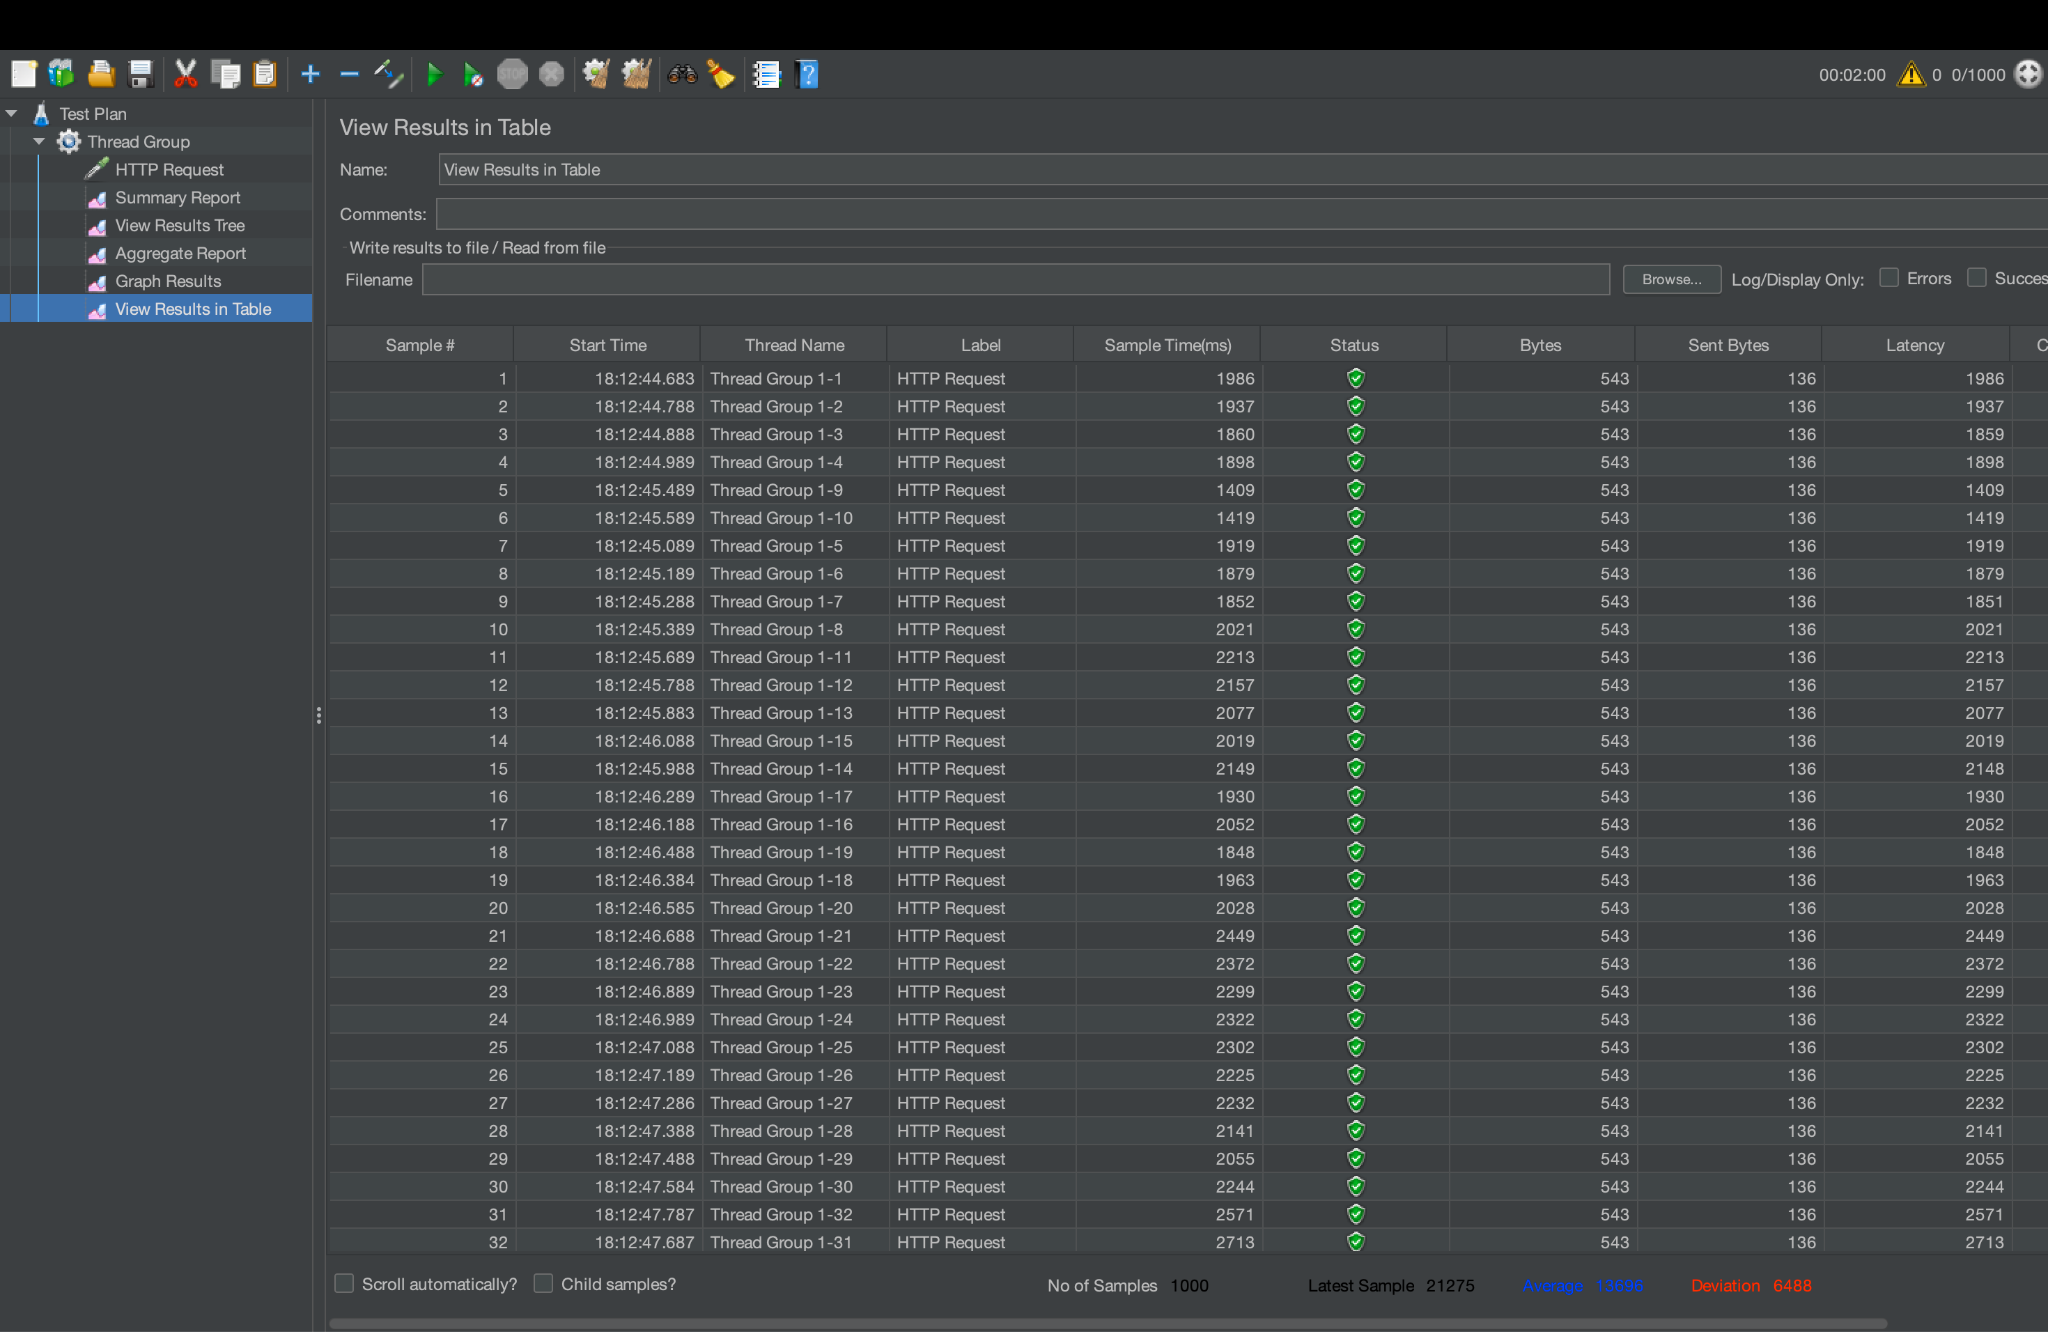 STOP
00:02:00 0 0/1000
Test Plan
Thread Group
HTTP Request
Summary Report
View Results Tree
Aggregate Report
Graph Results
View Results in Table
View Results in Table
Name: View Results in Table
Comments:
Write results to file / Read from file
Filename Browse... Log/Display Only: Errors Succes
Sample # Start Time Thread Name Label Sample Time(ms) Status Bytes Sent Bytes Latency C
1 18:12:44.683 Thread Group 1-1 HTTP Request 1986 543 136 1986
2 18:12:44.788 Thread Group 1-2 HTTP Request 1937 543 136 1937
3 18:12:44.888 Thread Group 1-3 HTTP Request 1860 543 136 1859
4 18:12:44.989 Thread Group 1-4 HTTP Request 1898 543 136 1898
5 18:12:45.489 Thread Group 1-9 HTTP Request 1409 543 136 1409
6 18:12:45.589 Thread Group 1-10 HTTP Request 1419 543 136 1419
7 18:12:45.089 Thread Group 1-5 HTTP Request 1919 543 136 1919
8 18:12:45.189 Thread Group 1-6 HTTP Request 1879 543 136 1879
9 18:12:45.288 Thread Group 1-7 HTTP Request 1852 543 136 1851
10 18:12:45.389 Thread Group 1-8 HTTP Request 2021 543 136 2021
11 18:12:45.689 Thread Group 1-11 HTTP Request 2213 543 136 2213
12 18:12:45.788 Thread Group 1-12 HTTP Request 2157 543 136 2157
13 18:12:45.883 Thread Group 1-13 HTTP Request 2077 543 136 2077
14 18:12:46.088 Thread Group 1-15 HTTP Request 2019 543 136 2019
15 18:12:45.988 Thread Group 1-14 HTTP Request 2149 543 136 2148
16 18:12:46.289 Thread Group 1-17 HTTP Request 1930 543 136 1930
17 18:12:46.188 Thread Group 1-16 HTTP Request 2052 543 136 2052
18 18:12:46.488 Thread Group 1-19 HTTP Request 1848 543 136 1848
19 18:12:46.384 Thread Group 1-18 HTTP Request 1963 543 136 1963
20 18:12:46.585 Thread Group 1-20 HTTP Request 2028 543 136 2028
21 18:12:46.688 Thread Group 1-21 HTTP Request 2449 543 136 2449
22 18:12:46.788 Thread Group 1-22 HTTP Request 2372 543 136 2372
23 18:12:46.889 Thread Group 1-23 HTTP Request 2299 543 136 2299
24 18:12:46.989 Thread Group 1-24 HTTP Request 2322 543 136 2322
25 18:12:47.088 Thread Group 1-25 HTTP Request 2302 543 136 2302
26 18:12:47.189 Thread Group 1-26 HTTP Request 2225 543 136 2225
27 18:12:47.286 Thread Group 1-27 HTTP Request 2232 543 136 2232
28 18:12:47.388 Thread Group 1-28 HTTP Request 2141 543 136 2141
29 18:12:47.488 Thread Group 1-29 HTTP Request 2055 543 136 2055
30 18:12:47.584 Thread Group 1-30 HTTP Request 2244 543 136 2244
31 18:12:47.787 Thread Group 1-32 HTTP Request 2571 543 136 2571
32 18:12:47.687 Thread Group 1-31 HTTP Request 2713 543 136 2713
Scroll automatically? Child samples? No of Samples 1000 Latest Sample 21275 Average 13698 Deviation 6488